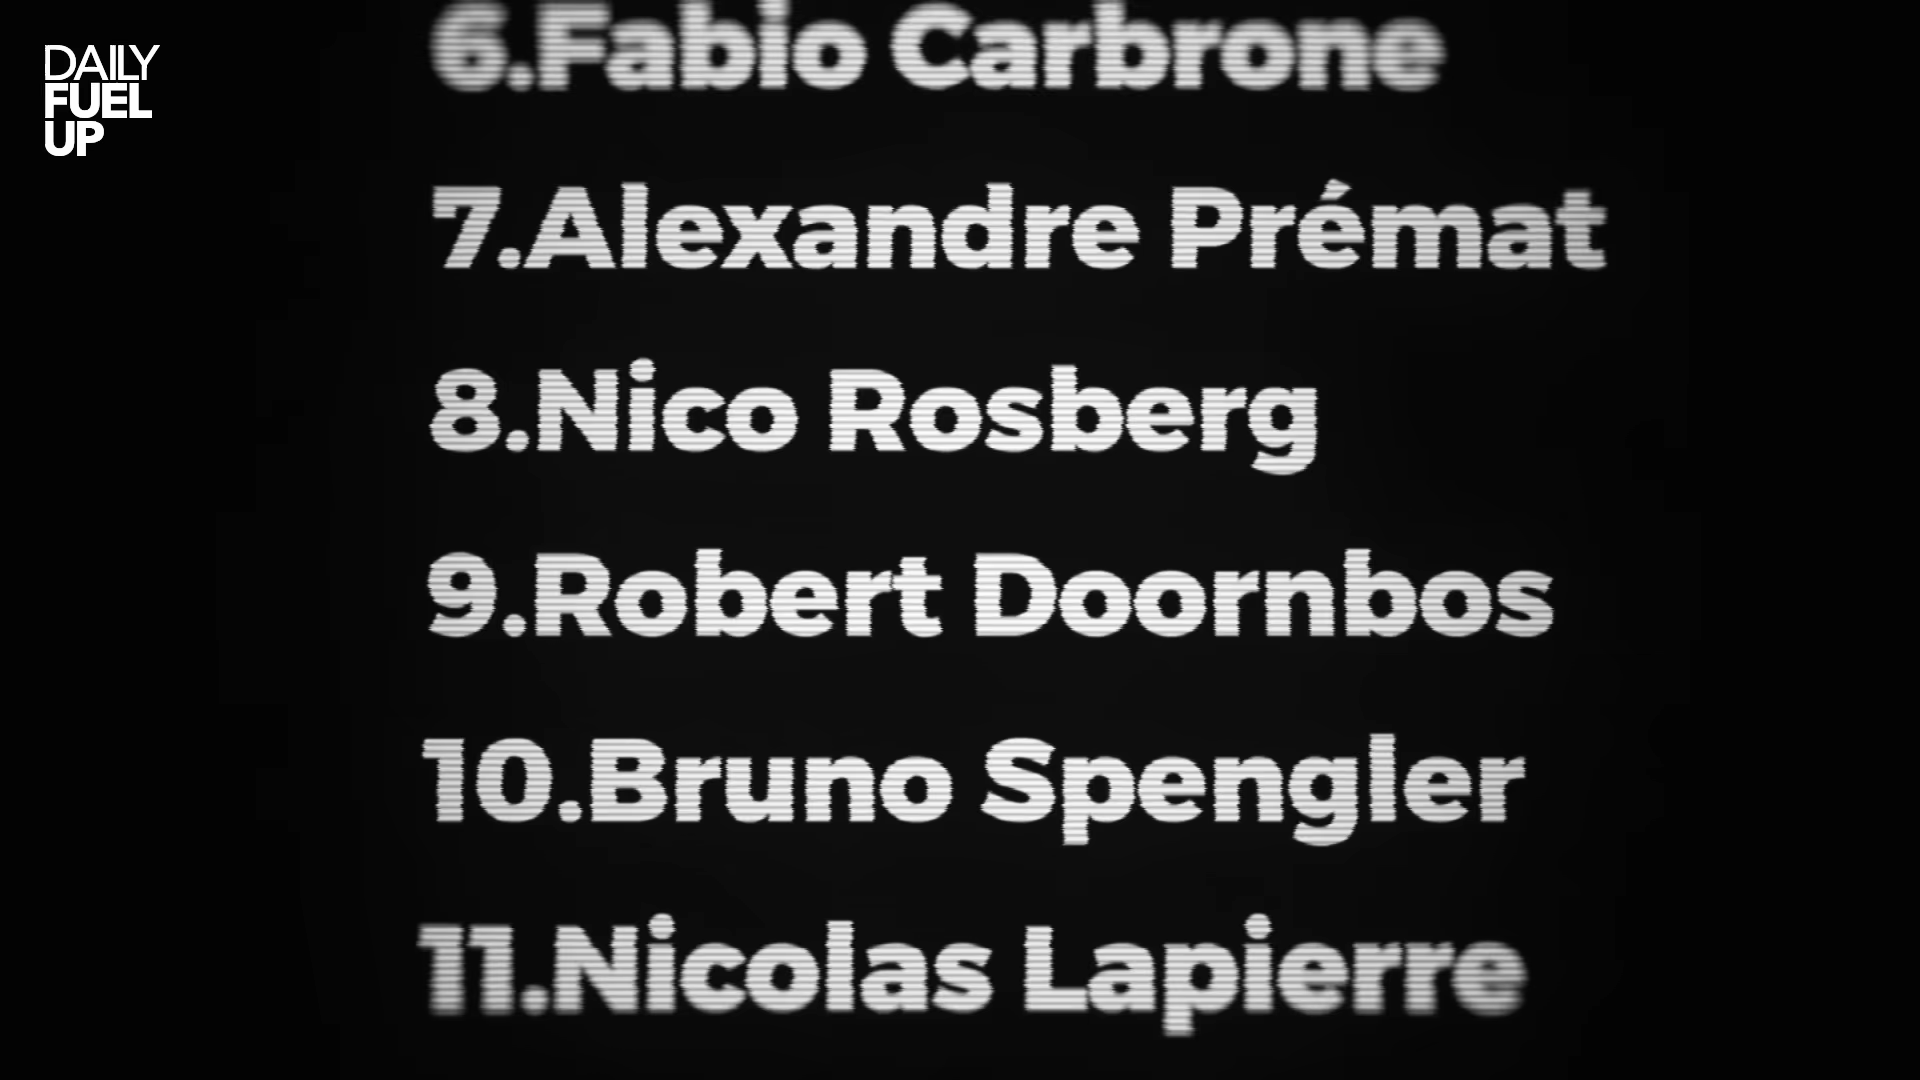 DAILY
FUEL
UP
6.Fabio Carbrone
7.Alexandre Prémat
8.Nico Rosberg
9.Robert Doornbos
10.Bruno Spengler
11.Nicolas Lapierre